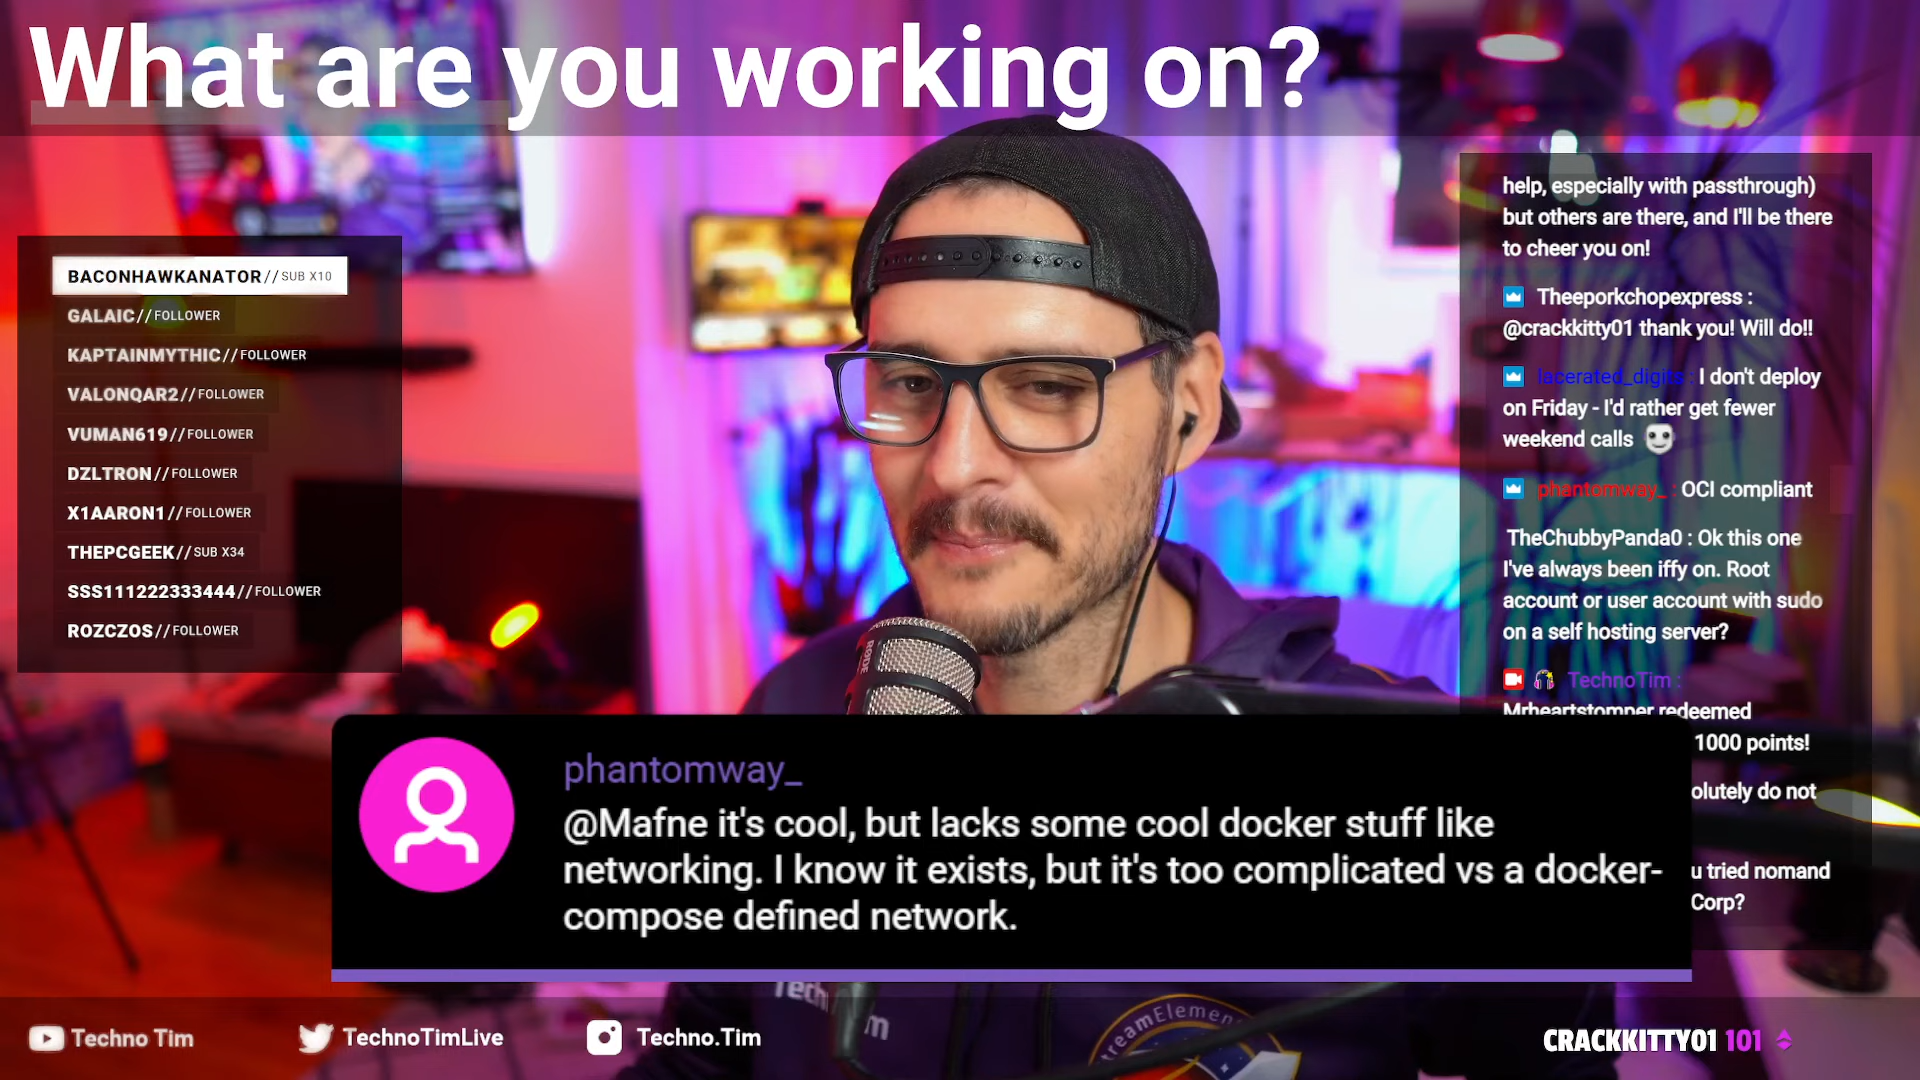 What are you working on?
BACONHAWKANATOR//SUB X10
GALAIC//FOLLOWER
KAPTAINMYTHIC//FOLLOWER
VALONQAR2//FOLLOWER
VUMAN619//FOLLOWER
DZLTRON//FOLLOWER
X1AARON1//FOLLOWER
THEPCGEEK//SUB X34
SSS111222333444//FOLLOWER
ROZCZOS//FOLLOWER
help, especially with passthrough)
but others are there, and I'll be there
to cheer you on!
Theeporkchopexpress :
@crackkitty01 thank you! Will do!!
lacerated_digits : I don't deploy
on Friday - I'd rather get fewer
weekend calls
phantomway_ : OCI compliant
TheChubbyPanda0 : Ok this one
I've always been iffy on. Root
account or user account with sudo
on a self hosting server?
TechnoTim :
Mrheartstomper redeemed
1000 points!
do not
tried nomand
Corp?
RODE
phantomway_
@Mafne it's cool, but lacks some cool docker stuff like
networking. I know it exists, but it's too complicated vs a docker-
compose defined network.
Techno Tim
TechnoTimLive
Techno.Tim
CRACKKITTY01 101